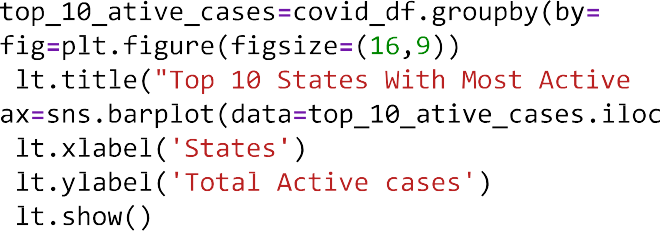 top_10_ative_cases=covid_df.groupby(by=
fig=plt.figure(figsize=(16,9))
lt.title("Top 10 States With Most Active
ax=sns.barplot(data=top_10_ative_cases.iloc
lt.xlabel('States')
lt.ylabel('Total Active cases')
lt.show()